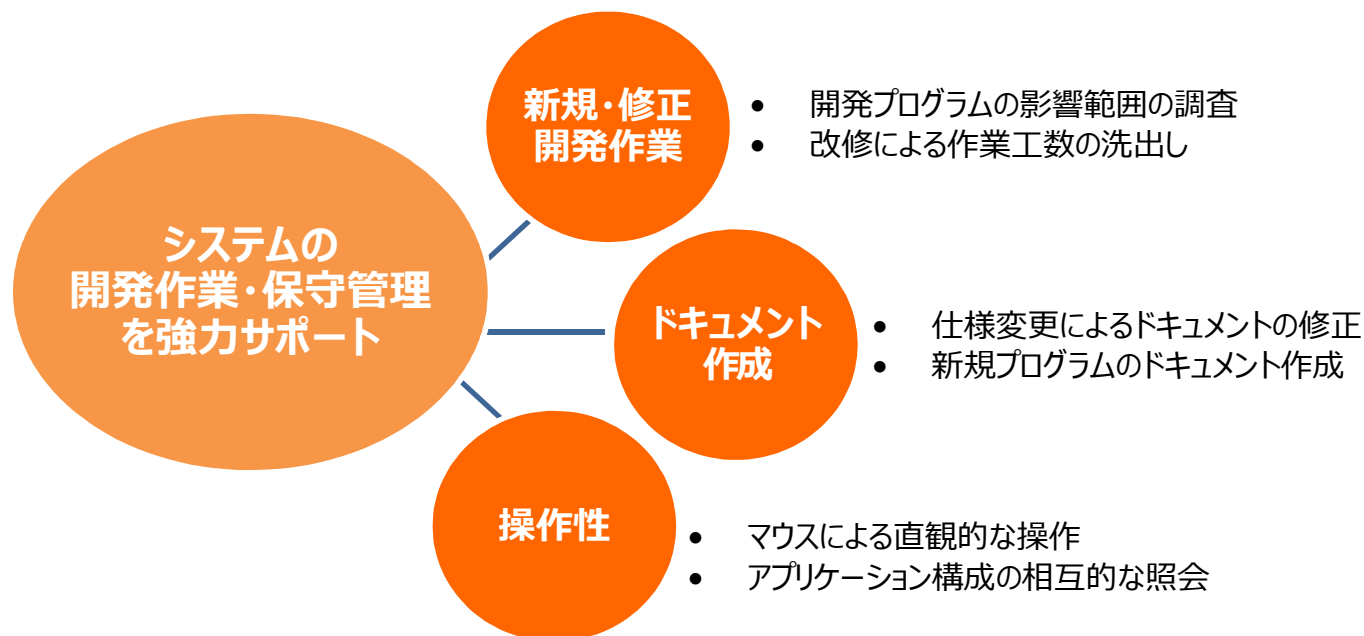 システムの
開発作業・保守管理
を強力サポート
新規・修正
開発作業
• 開発プログラムの影響範囲の調査
• 改修による作業工数の洗出し
ドキュメント
作成
• 仕様変更によるドキュメントの修正
• 新規プログラムのドキュメント作成
操作性
• マウスによる直観的な操作
• アプリケーション構成の相互的な照会